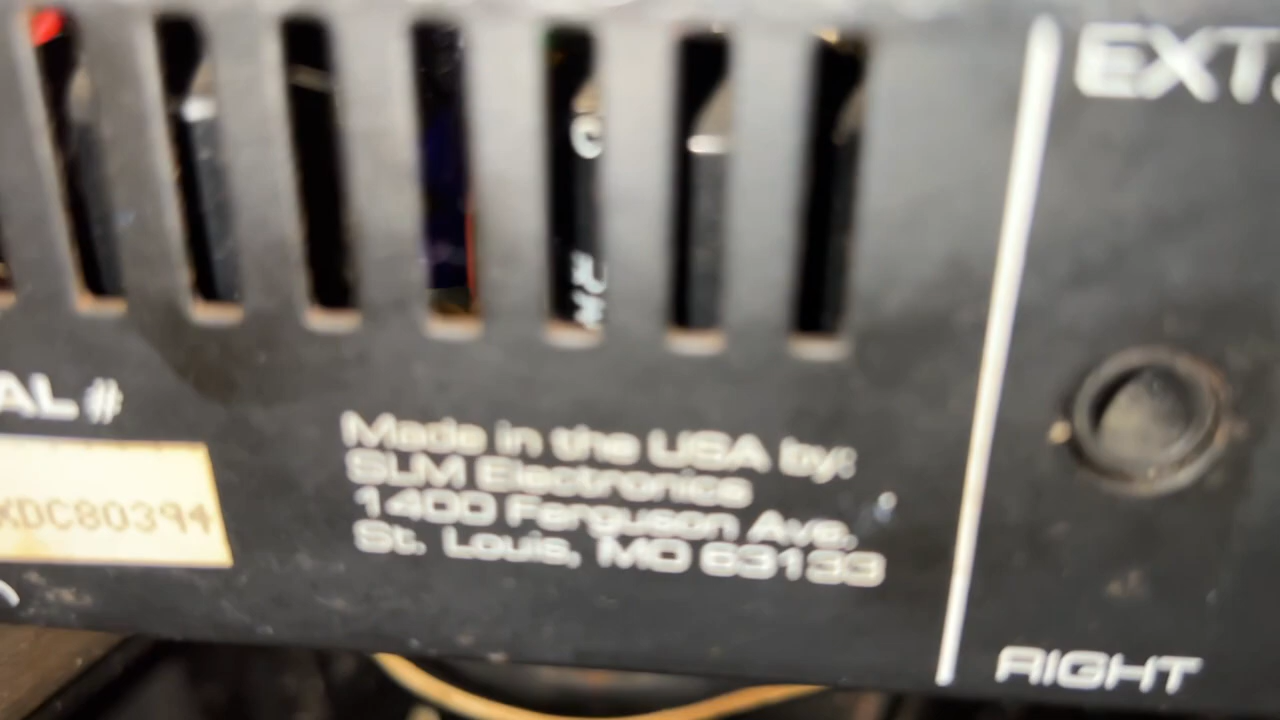 EXT.
AL #
XDC80394
Made in the USA by:
SLM Electronics
1400 Ferguson Ave.
St. Louis, MO 63133
RIGHT